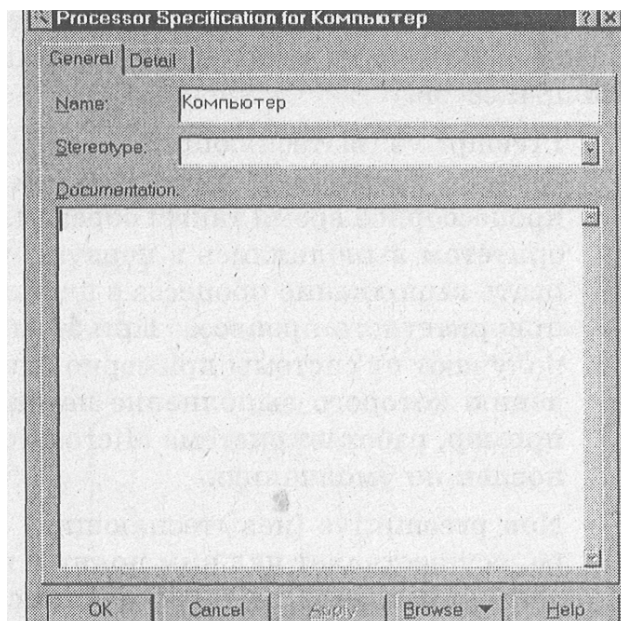 Processor Specification for Компьютер
General Detail
Name: Компьютер
Stereotype:
Documentation:
OK Cancel Apply Browse Help